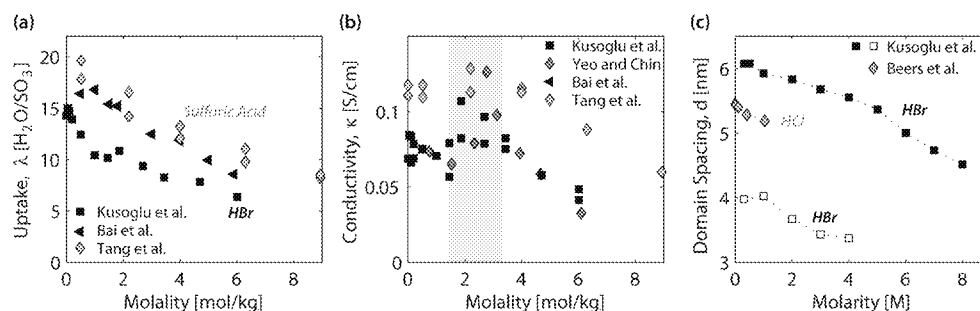 (a)
Uptake, λ [H2O/SO3]
20
15
10
5
0
Sulfuric Acid
HBr
Kusoglu et al.
Bai et al.
Tang et al.
0 2 4 6 8
Molality [mol/kg]
(b)
Conductivity, κ [S/cm]
0.1
0.05
0
Kusoglu et al.
Yeo and Chin
Bai et al.
Tang et al.
0 2 4 6 8
Molality [mol/kg]
(c)
Domain Spacing, d [nm]
6
5
4
3
Kusoglu et al.
Beers et al.
HBr
HCl
HBr
0 2 4 6 8
Molarity [M]